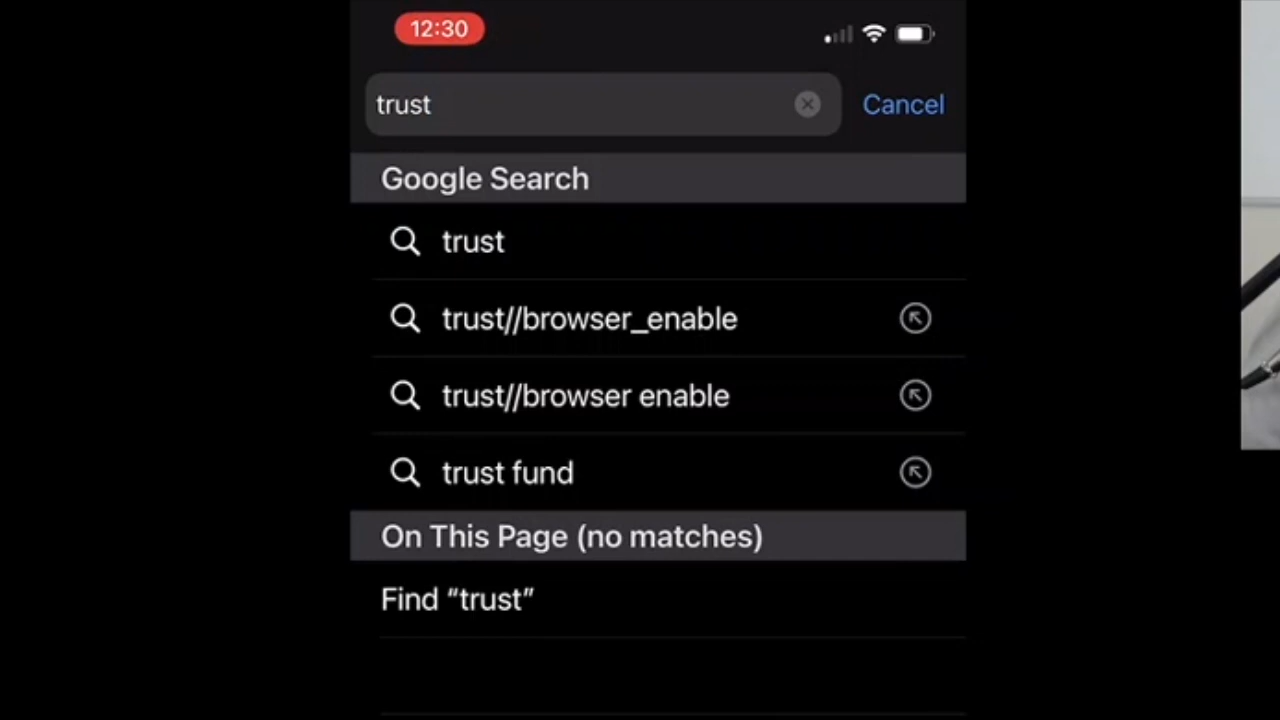 12:30
trust
Cancel
Google Search
trust
trust//browser_enable
trust//browser enable
trust fund
On This Page (no matches)
Find “trust”